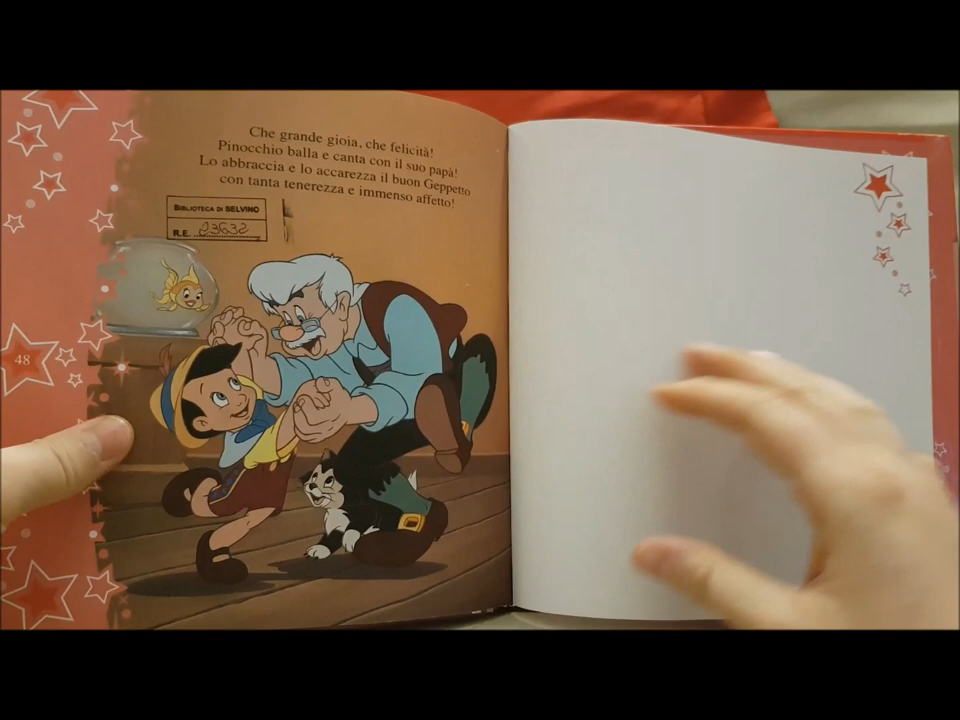 Che grande gioia, che felicità!
Pinocchio balla e canta con il suo papà!
Lo abbraccia e lo accarezza il buon Geppetto
con tanta tenerezza e immenso affetto!
BIBLIOTECA DI SELVINO
R.E. 23632
48